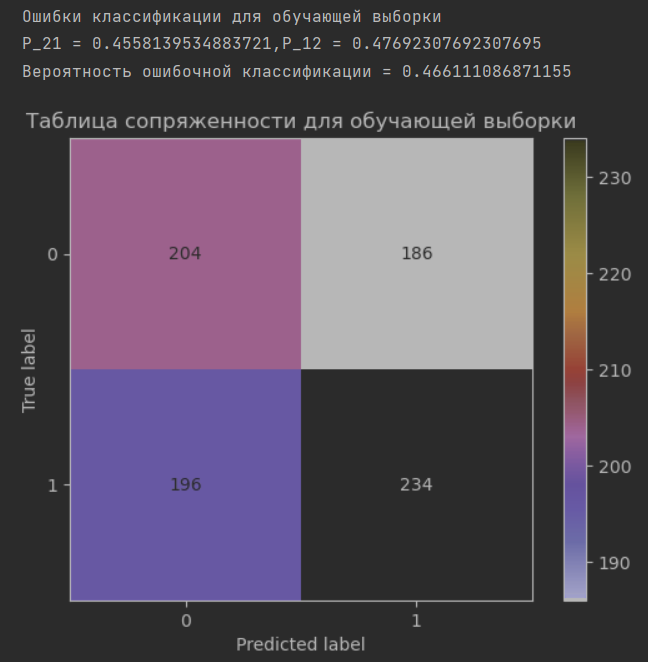 Ошибки классификации для обучающей выборки
P_21 = 0.4558139534883721,P_12 = 0.47692307692307695
Вероятность ошибочной классификации = 0.466111086871155
Таблица сопряженности для обучающей выборки
230
0
204
186
220
True label
210
200
1
196
234
190
0
1
Predicted label